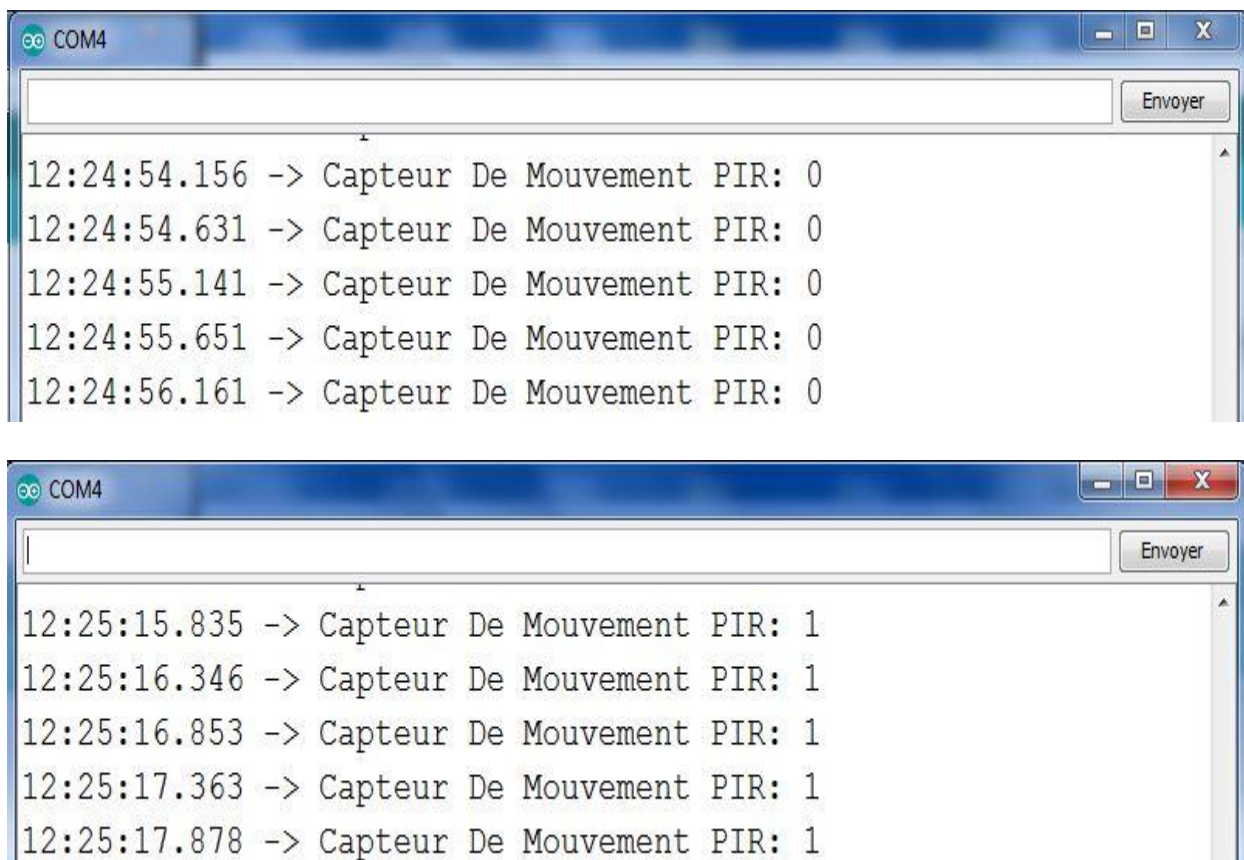 COM4
Envoyer
12:24:54.156 -> Capteur De Mouvement PIR: 0
12:24:54.631 -> Capteur De Mouvement PIR: 0
12:24:55.141 -> Capteur De Mouvement PIR: 0
12:24:55.651 -> Capteur De Mouvement PIR: 0
12:24:56.161 -> Capteur De Mouvement PIR: 0
COM4
Envoyer
12:25:15.835 -> Capteur De Mouvement PIR: 1
12:25:16.346 -> Capteur De Mouvement PIR: 1
12:25:16.853 -> Capteur De Mouvement PIR: 1
12:25:17.363 -> Capteur De Mouvement PIR: 1
12:25:17.878 -> Capteur De Mouvement PIR: 1